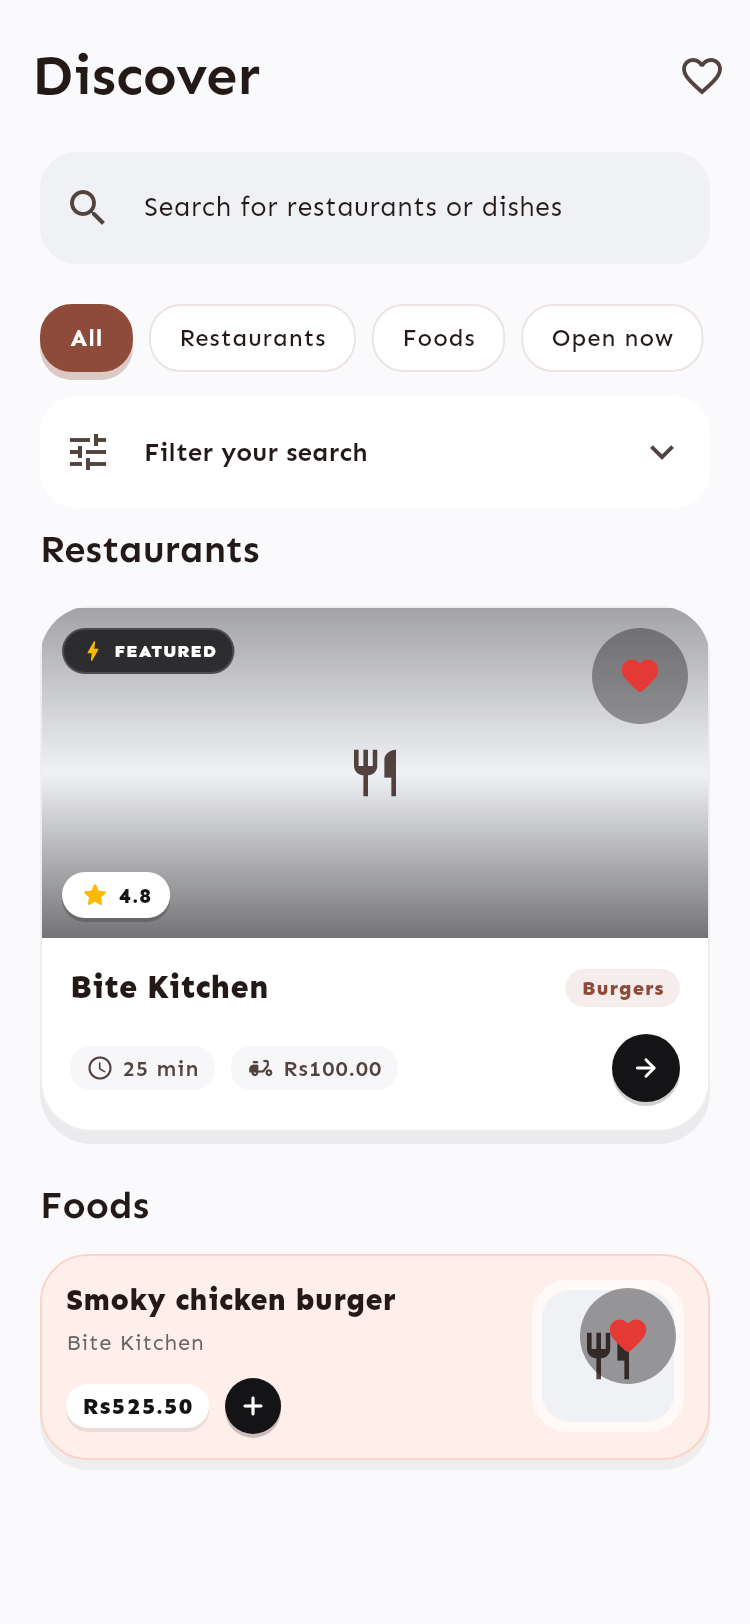 Discover
Search for restaurants or dishes
All
Restaurants
Foods
Open now
Filter your search
Restaurants
FEATURED
4.8
Bite Kitchen
Burgers
25 min
Rs100.00
Foods
Smoky chicken burger
Bite Kitchen
Rs525.50